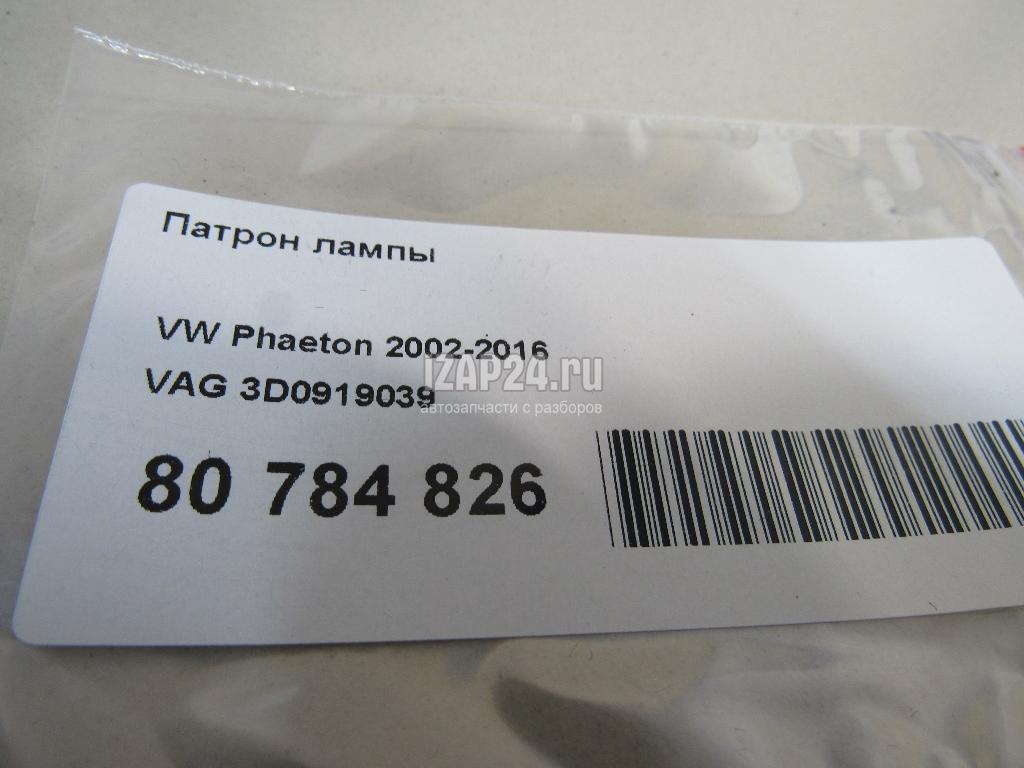 Патрон лампы
VW Phaeton 2002-2016
IZAP24.ru
VAG 3D0919039
автозапчасти с разборов
80 784 826